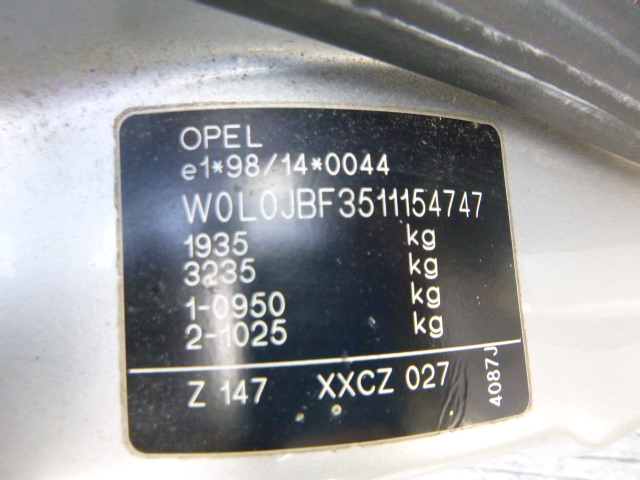 OPEL
e1*98/14*0044
W0L0JBF3511154747
1935 kg
3235 kg
1-0950 kg
2-1025 kg
Z 147 XXCZ 027
4087J